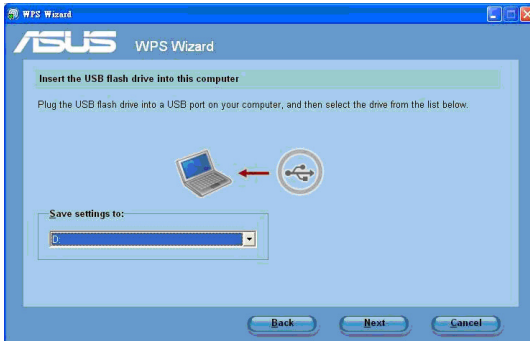 WPS Wizard
ASUS WPS Wizard
Insert the USB flash drive into this computer
Plug the USB flash drive into a USB port on your computer, and then select the drive from the list below.
Save settings to:
D:
Back Next Cancel